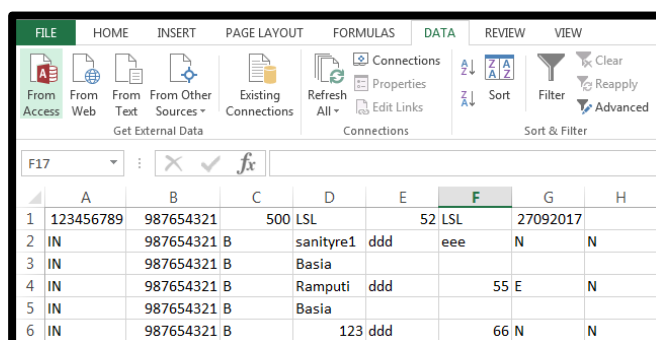 FILE HOME INSERT PAGE LAYOUT FORMULAS DATA REVIEW VIEW
From Access
From Web
From Text
From Other Sources
Existing Connections
Get External Data
Refresh All
Connections
Properties
Edit Links
Connections
A Z
Z A
Z A A Z
Sort
Filter
Clear
Reapply
Advanced
Sort & Filter
F17 fx
A B C D E F G H
1 123456789 987654321 500 LSL 52 LSL 27092017
2 IN 987654321 B sanityre1 ddd eee N N
3 IN 987654321 B Basia
4 IN 987654321 B Ramputi ddd 55 E N
5 IN 987654321 B Basia
6 IN 987654321 B 123 ddd 66 N N